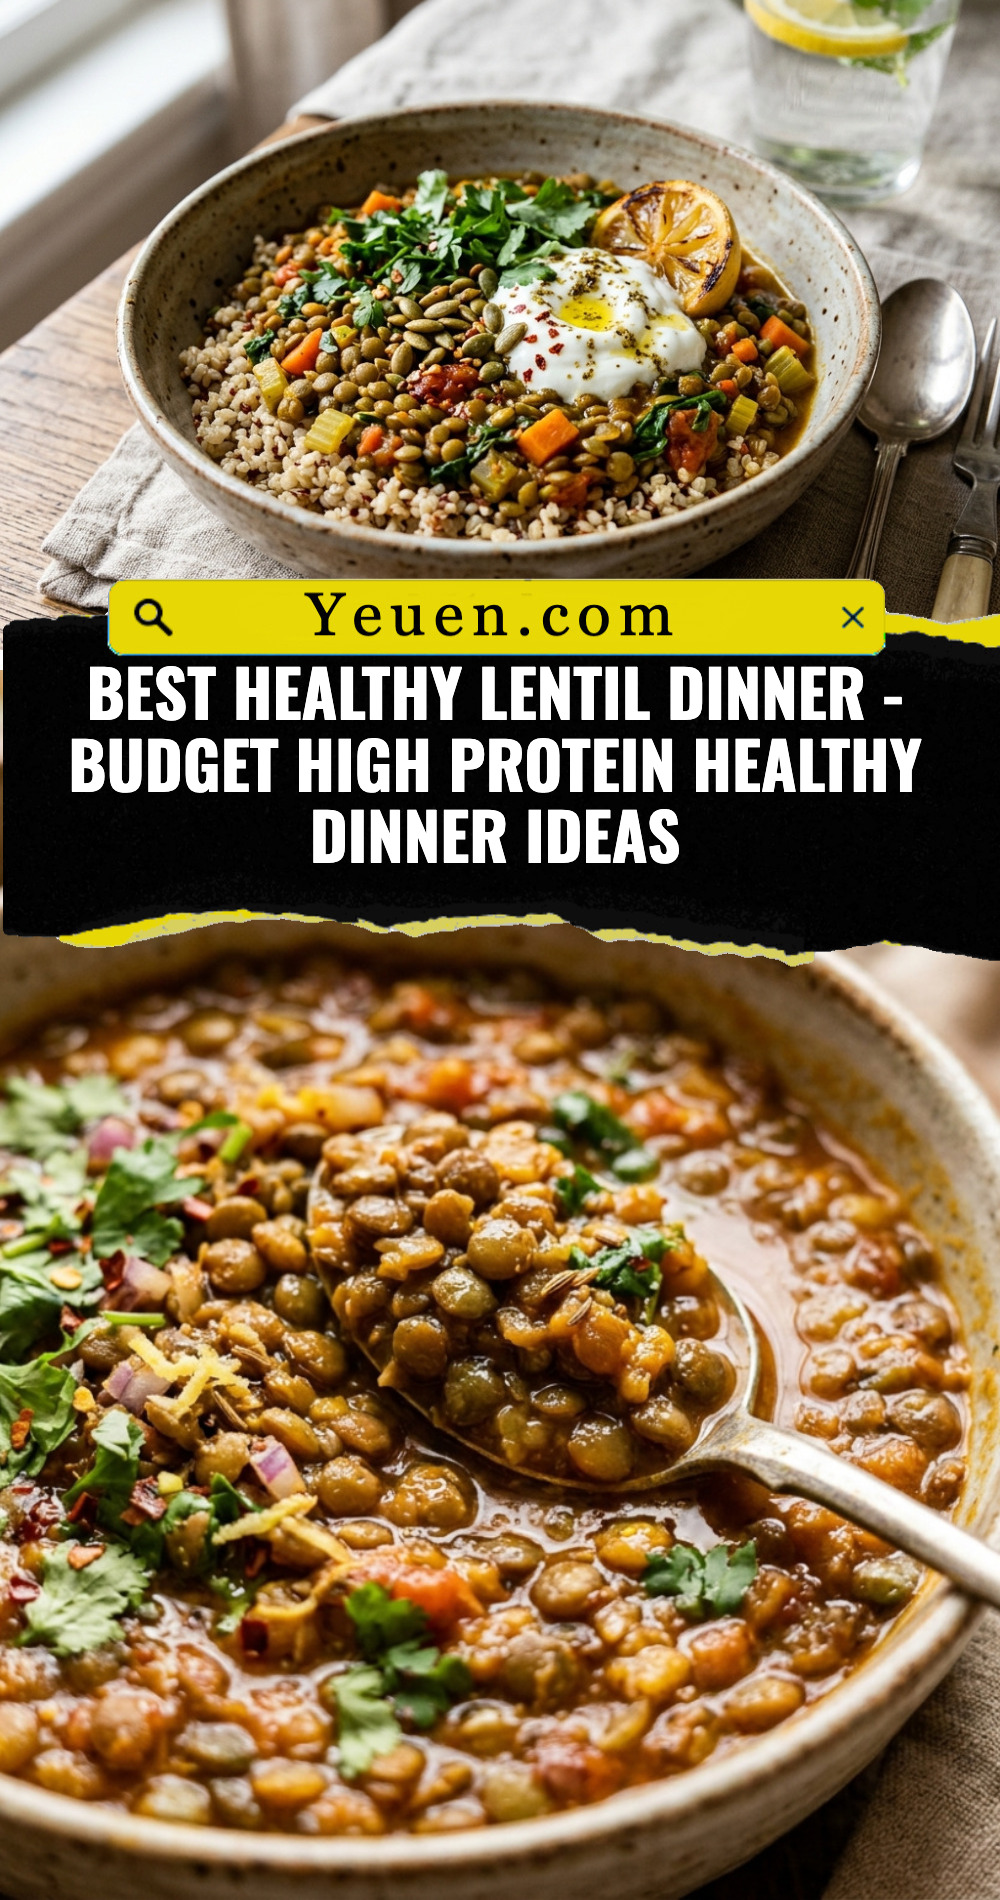 Yeuen.com
BEST HEALTHY LENTIL DINNER -
BUDGET HIGH PROTEIN HEALTHY
DINNER IDEAS